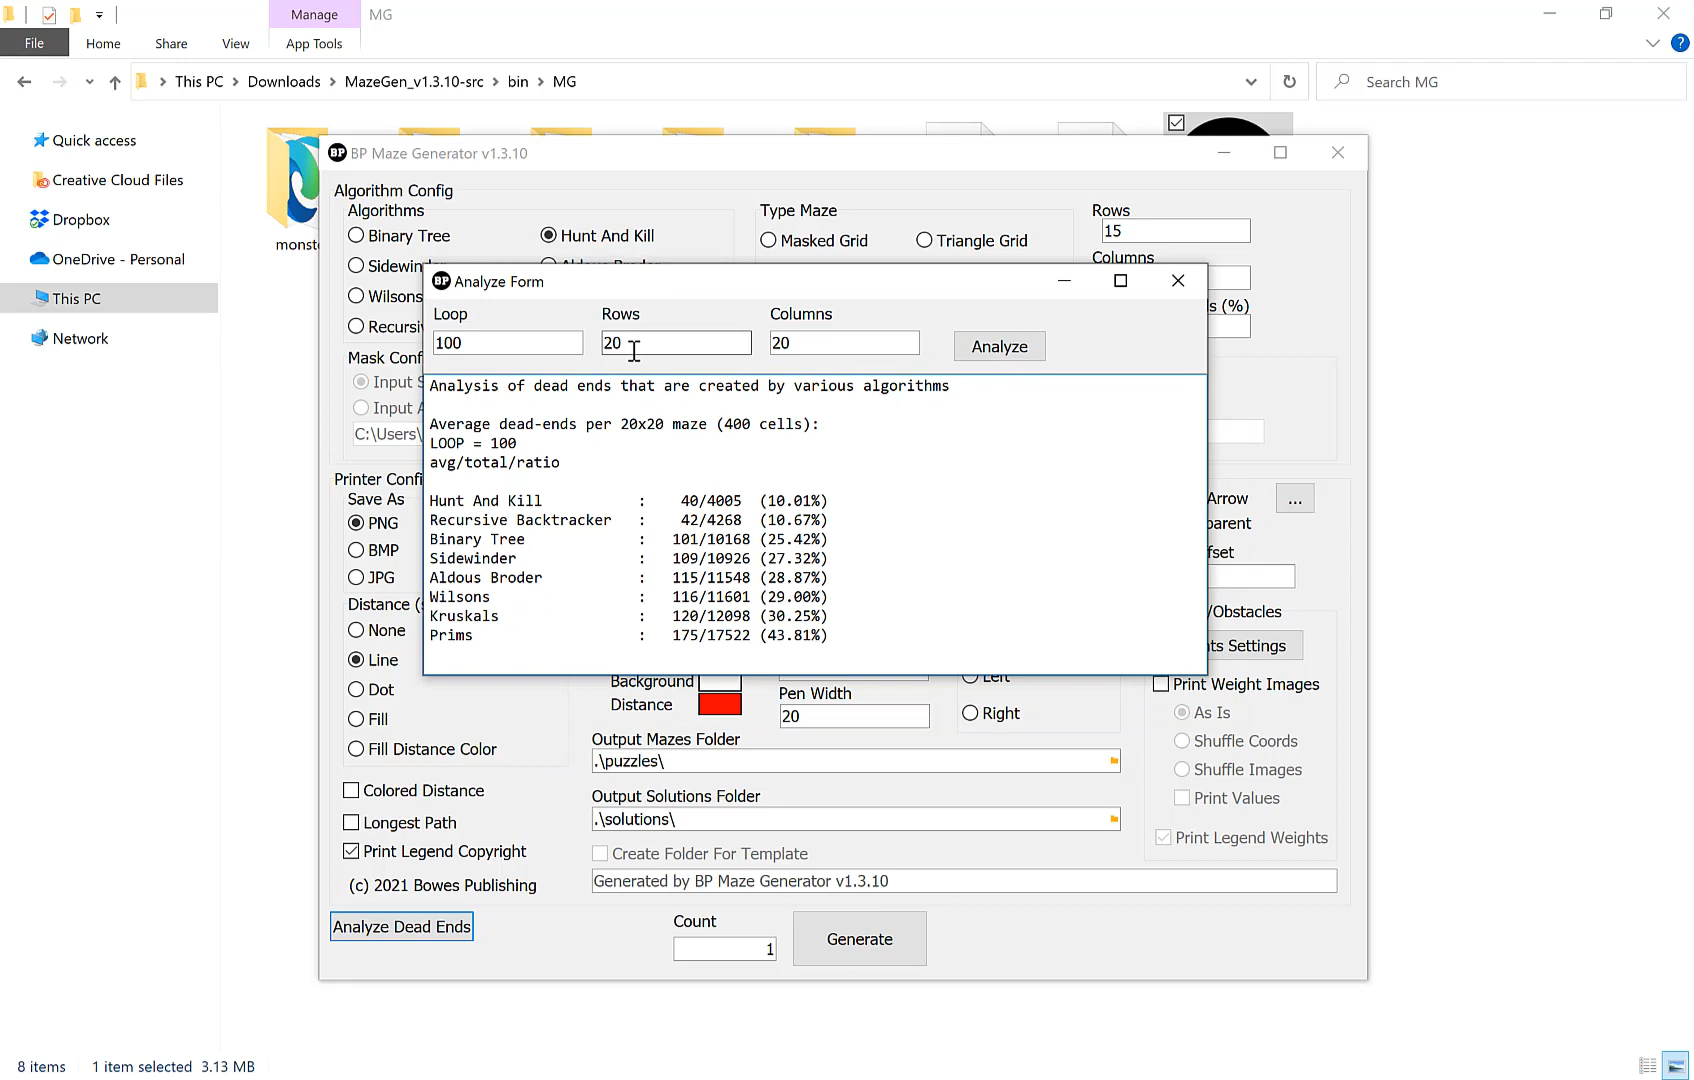 Manage
MG
File
Home
Share
View
App Tools
This PC
Downloads
MazeGen_v1.3.10-src
bin
MG
Search MG
Quick access
Creative Cloud Files
Dropbox
OneDrive - Personal
This PC
Network
BP
BP Maze Generator v1.3.10
Algorithm Config
Algorithms
Binary Tree
Hunt And Kill
Type Maze
Masked Grid
Triangle Grid
Rows
15
Columns
BP
Analyze Form
Loop
Rows
Columns
100
20
20
Analyze
Analysis of dead ends that are created by various algorithms
Average dead-ends per 20x20 maze (400 cells):
LOOP = 100
avg/total/ratio
Hunt And Kill : 40/4005 (10.01%)
Recursive Backtracker : 42/4268 (10.67%)
Binary Tree : 101/10168 (25.42%)
Sidewinder : 109/10926 (27.32%)
Aldous Broder : 115/11548 (28.87%)
Wilsons : 116/11601 (29.00%)
Kruskals : 120/12098 (30.25%)
Prims : 175/17522 (43.81%)
Wilsons
(%)
Input
Input
C:\Users\
Save As
PNG
BMP
JPG
Arrow
...
/Obstacles
Settings
None
Line
Dot
Fill
Fill Distance Color
Background
Distance
Pen Width
20
Left
Right
Print Weight Images
As Is
Shuffle Coords
Shuffle Images
Print Values
Print Legend Weights
Output Mazes Folder
.\puzzles\
Output Solutions Folder
.\solutions\
Colored Distance
Longest Path
Print Legend Copyright
Create Folder For Template
(c) 2021 Bowes Publishing
Generated by BP Maze Generator v1.3.10
Analyze Dead Ends
Count
1
Generate
8 items
1 item selected 3.13 MB